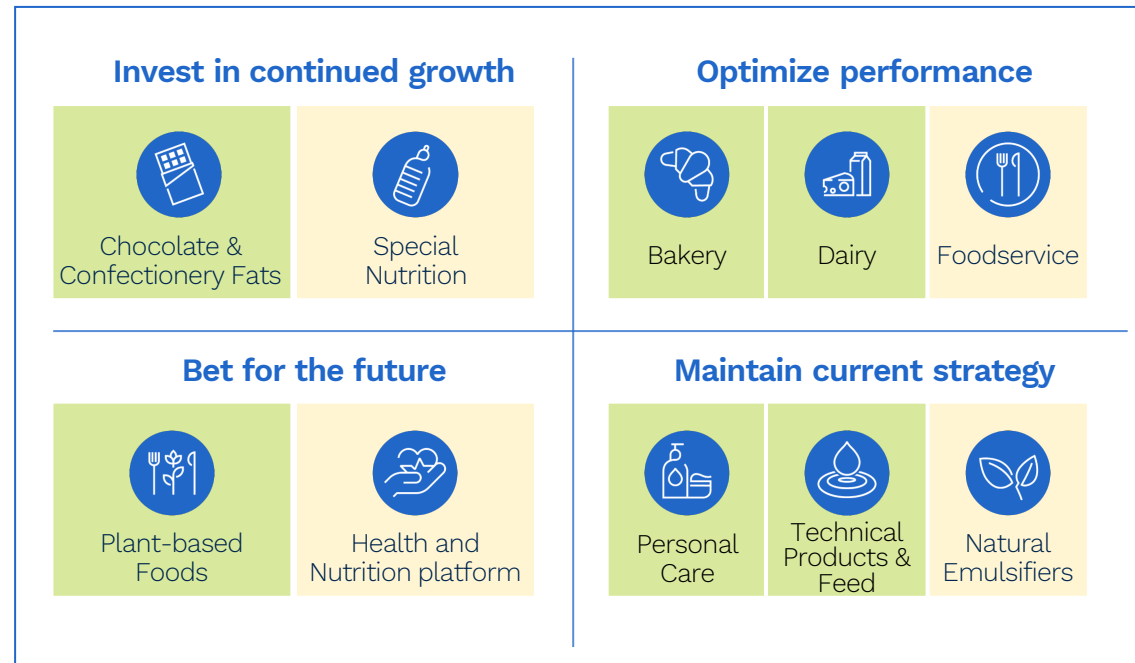 Invest in continued growth
Chocolate &
Confectionery Fats
Special
Nutrition
Optimize performance
Bakery
Dairy
Foodservice
Bet for the future
Plant-based
Foods
Health and
Nutrition platform
Maintain current strategy
Personal
Care
Technical
Products &
Feed
Natural
Emulsifiers